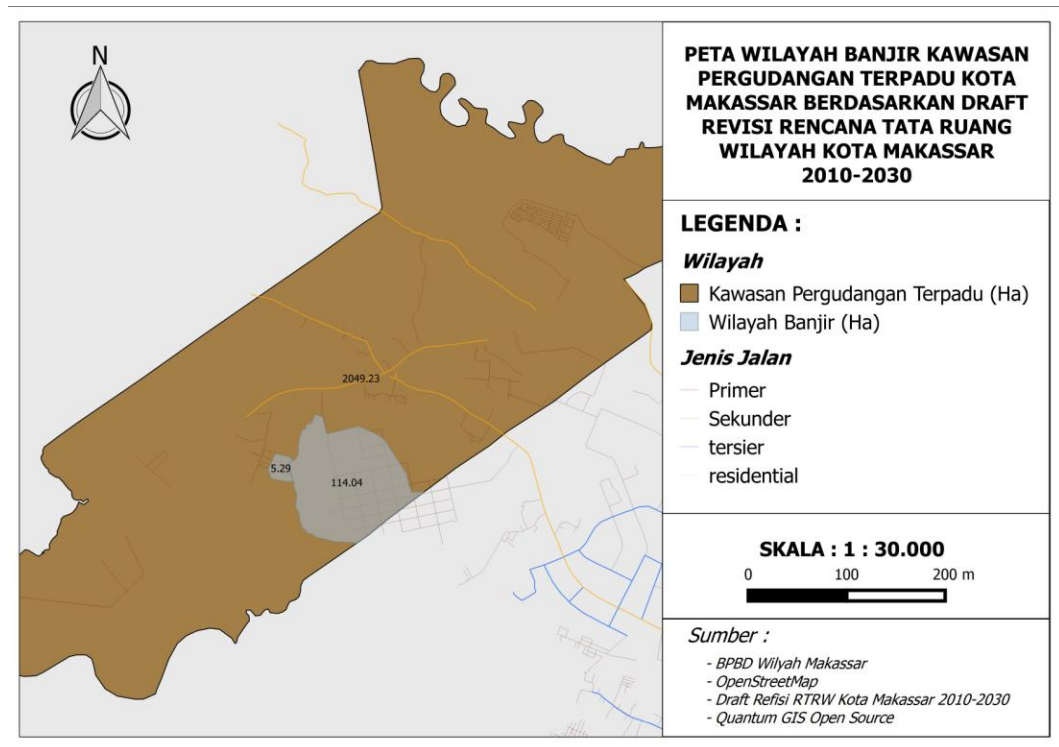 N
2049.23
5.29
114.04
PETA WILAYAH BANJIR KAWASAN
PERGUDANGAN TERPADU KOTA
MAKASSAR BERDASARKAN DRAFT
REVISI RENCANA TATA RUANG
WILAYAH KOTA MAKASSAR
2010-2030
LEGENDA :
Wilayah
Kawasan Pergudangan Terpadu (Ha)
Wilayah Banjir (Ha)
Jenis Jalan
Primer
Sekunder
tersier
residential
SKALA : 1 : 30.000
0 100 200 m
Sumber :
- BPBD Wilyah Makassar
- OpenStreetMap
- Draft Refisi RTRW Kota Makassar 2010-2030
- Quantum GIS Open Source